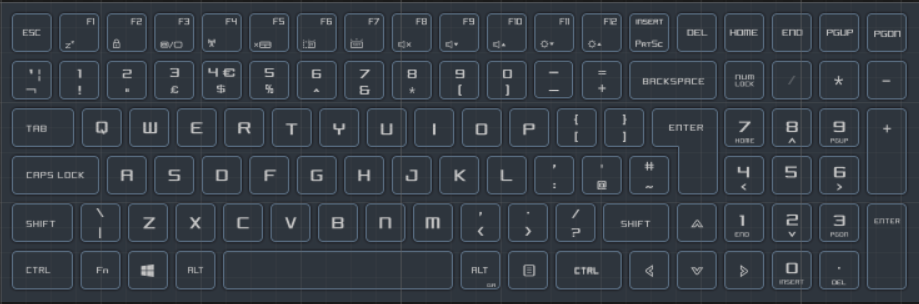 ESC F1 F2 F3 F4 F5 F6 F7 F8 F9 F10 F11 F12 INSERT DEL HOME END PGUP PGDN
zᶻ PRTSC
` ¦ 1 2 3 4 € 5 6 7 8 9 0 - = BACKSPACE NUM / * -
¬ ! " £ $ % ^ & * ( ) _ + LOCK
TAB Q W E R T Y U I O P { } ENTER 7 8 9 +
[ ] HOME ^ PGUP
CAPS LOCK A S D F G H J K L ' ' # 4 5 6
: @ ~ < >
SHIFT \ Z X C V B N M ' . / SHIFT 1 2 3 ENTER
| < > ? END v PGDN
CTRL Fn ALT ALT CTRL < v > 0 .
GR INSERT DEL